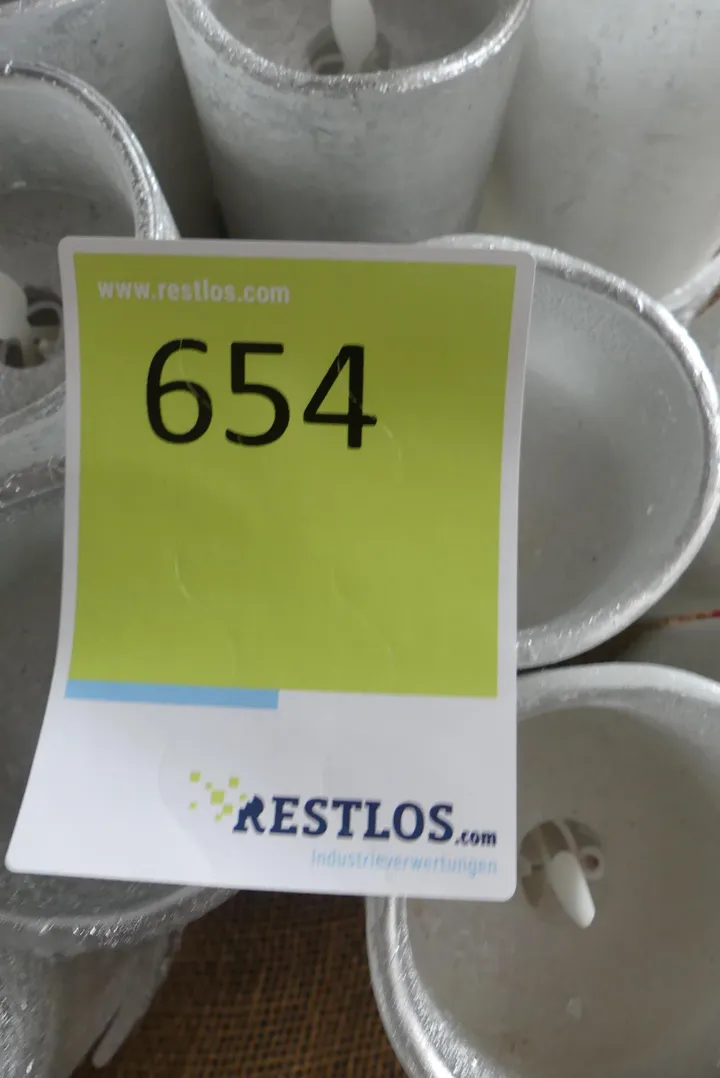 www.restlos.com
654
RESTLOS.com
Industrieverwertungen